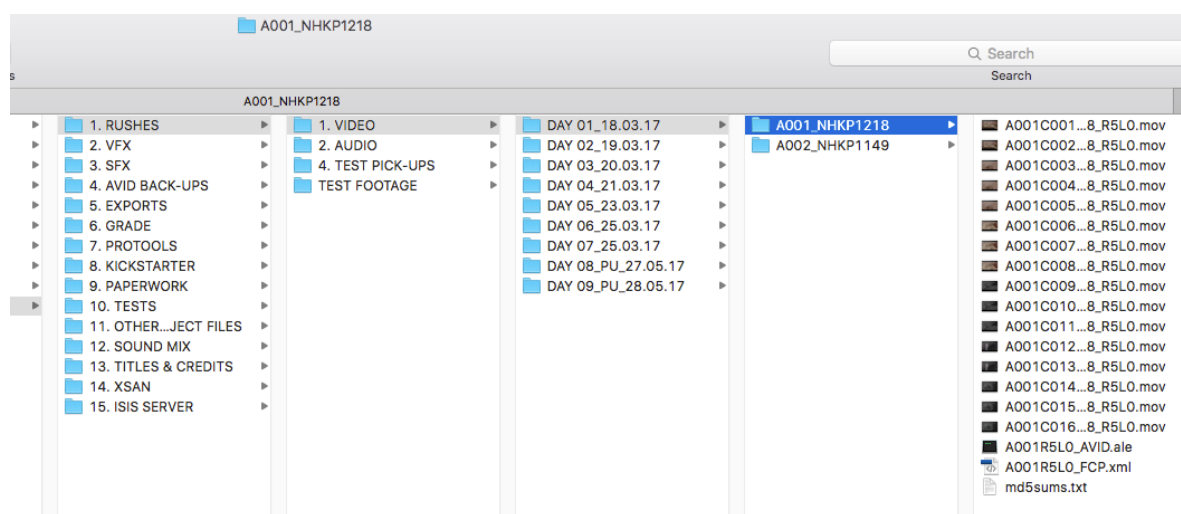 A001_NHKP1218
Search
s
Search
A001_NHKP1218
1. RUSHES
2. VFX
3. SFX
4. AVID BACK-UPS
5. EXPORTS
6. GRADE
7. PROTOOLS
8. KICKSTARTER
9. PAPERWORK
10. TESTS
11. OTHER...JECT FILES
12. SOUND MIX
13. TITLES & CREDITS
14. XSAN
15. ISIS SERVER
1. VIDEO
2. AUDIO
4. TEST PICK-UPS
TEST FOOTAGE
DAY 01_18.03.17
DAY 02_19.03.17
DAY 03_20.03.17
DAY 04_21.03.17
DAY 05_23.03.17
DAY 06_25.03.17
DAY 07_25.03.17
DAY 08_PU_27.05.17
DAY 09_PU_28.05.17
A001_NHKP1218
A002_NHKP1149
A001C001...8_R5L0.mov
A001C002...8_R5L0.mov
A001C003...8_R5L0.mov
A001C004...8_R5L0.mov
A001C005...8_R5L0.mov
A001C006...8_R5L0.mov
A001C007...8_R5L0.mov
A001C008...8_R5L0.mov
A001C009...8_R5L0.mov
A001C010...8_R5L0.mov
A001C011...8_R5L0.mov
A001C012...8_R5L0.mov
A001C013...8_R5L0.mov
A001C014...8_R5L0.mov
A001C015...8_R5L0.mov
A001C016...8_R5L0.mov
A001R5L0_AVID.ale
A001R5L0_FCP.xml
md5sums.txt